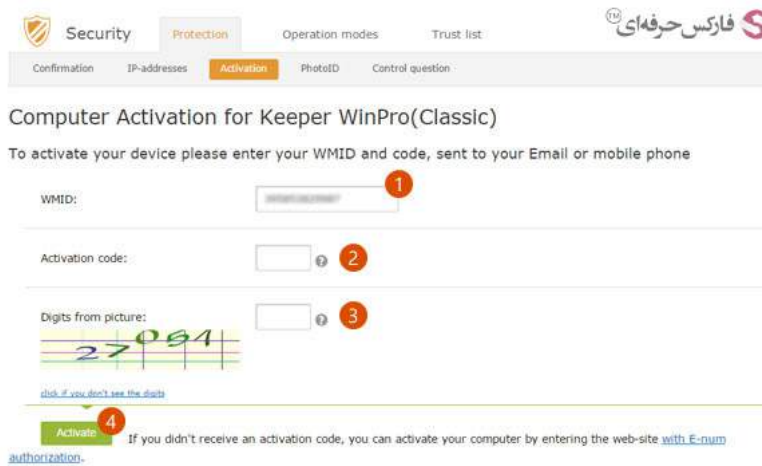 Security
Protection
Operation modes
Trust list
فارکس‌حرفه‌ای™
Confirmation
IP-addresses
Activation
PhotoID
Control question
Computer Activation for Keeper WinPro(Classic)
To activate your device please enter your WMID and code, sent to your Email or mobile phone
WMID:
1
Activation code:
2
Digits from picture:
3
click if you don't see the digits
4
Activate
If you didn't receive an activation code, you can activate your computer by entering the web-site with E-num
authorization.